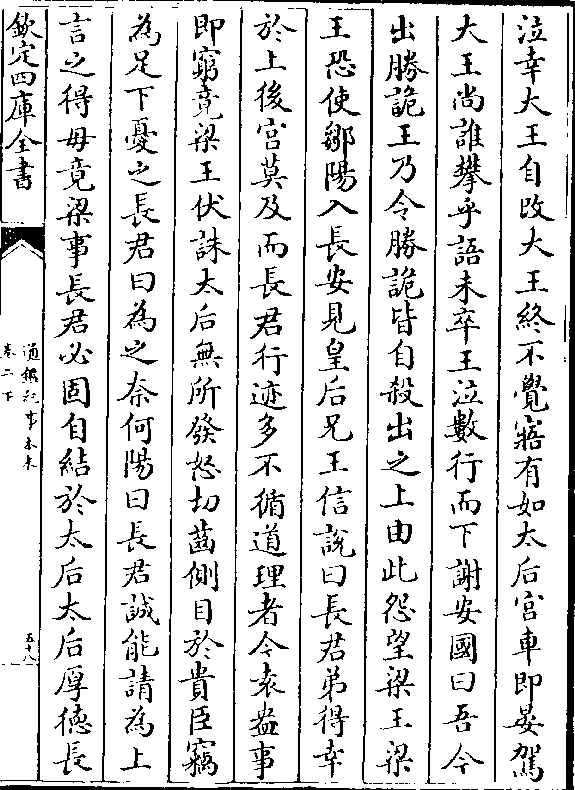 泣幸大王自改大王終不覺寤有如太后宮車即晏駕
大王尚誰攀乎語未卒王泣數行而下謝安國曰吾今
出勝詭王乃令勝詭皆自殺出之上由此怨望梁王梁
王恐使鄒陽入長安見皇后兄王信說曰長君弟得幸
於上後宮莫及而長君行迹多不循道理者今袁盎事
即窮竟梁王伏誅太后無所發怒切齒側目於貴臣竊
為足下憂之長君曰為之奈何陽曰長君誠能請為上
言之得毋竟梁事長君必固自結於太后太后厚徳長
欽定四庫全書
通鑑紀事本末
卷二下
五十八